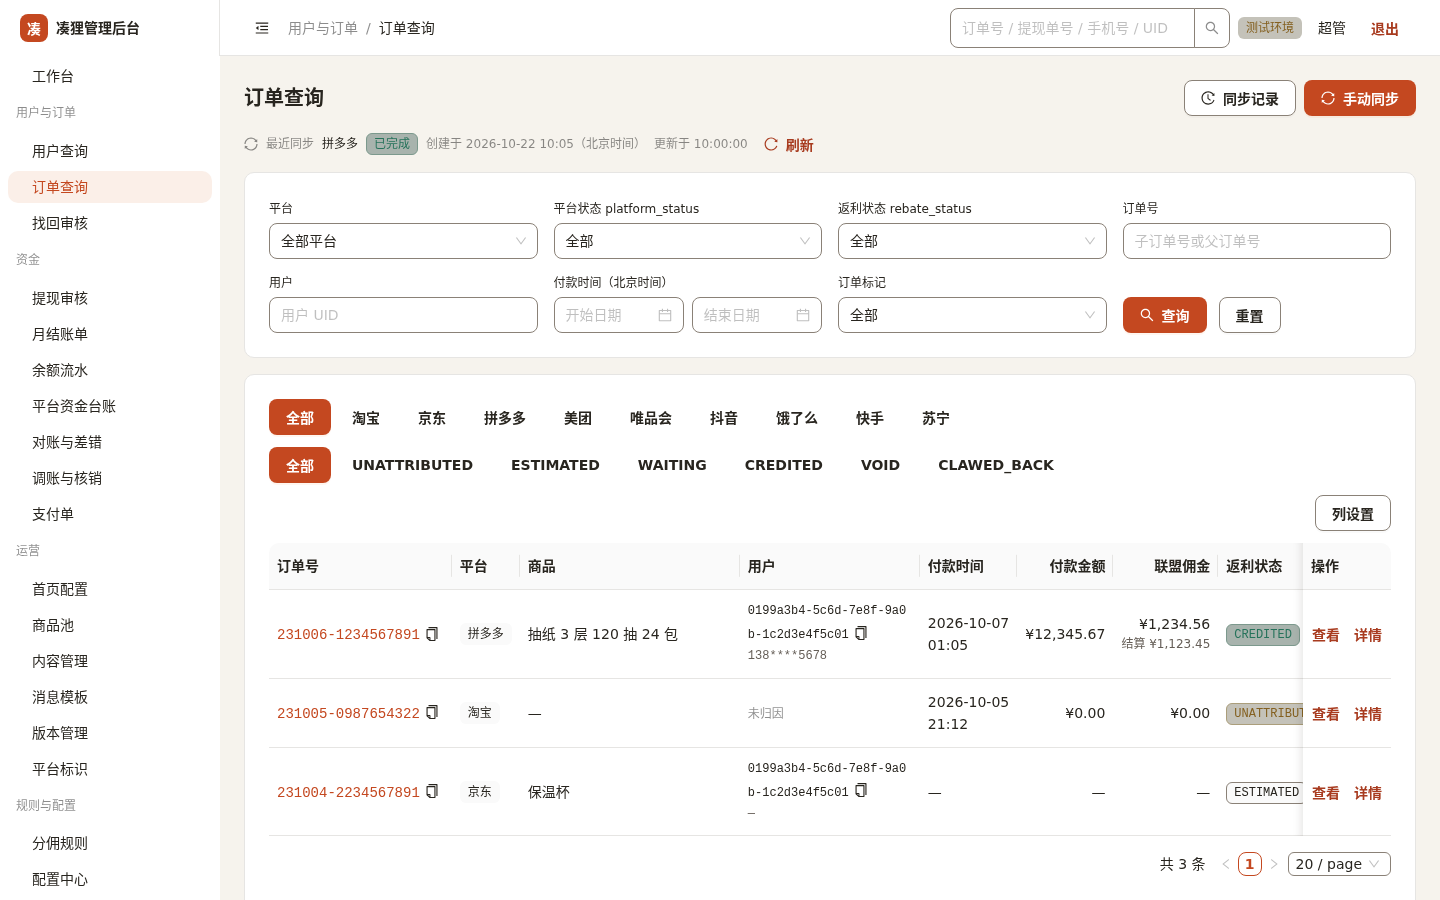 凑 凑狸管理后台
工作台
用户与订单
用户查询
订单查询
找回审核
资金
提现审核
月结账单
余额流水
平台资金台账
对账与差错
调账与核销
支付单
运营
首页配置
商品池
内容管理
消息模板
版本管理
平台标识
规则与配置
分佣规则
配置中心
用户与订单 / 订单查询
订单号 / 提现单号 / 手机号 / UID
测试环境 超管 退出
订单查询
同步记录 手动同步
最近同步 拼多多 已完成 创建于 2026-10-22 10:05（北京时间） 更新于 10:00:00 刷新
平台 平台状态 platform_status 返利状态 rebate_status 订单号
全部平台 全部 全部 子订单号或父订单号
用户 付款时间（北京时间） 订单标记
用户 UID 开始日期 结束日期 全部 查询 重置
全部 淘宝 京东 拼多多 美团 唯品会 抖音 饿了么 快手 苏宁
全部 UNATTRIBUTED ESTIMATED WAITING CREDITED VOID CLAWED_BACK
列设置
订单号 平台 商品 用户 付款时间 付款金额 联盟佣金 返利状态 操作
231006-1234567891 拼多多 抽纸 3 层 120 抽 24 包 0199a3b4-5c6d-7e8f-9a0
b-1c2d3e4f5c01
138****5678
2026-10-07
01:05
¥12,345.67
¥1,234.56
结算 ¥1,123.45
CREDITED 查看 详情
231005-0987654322 淘宝 — 未归因
2026-10-05
21:12
¥0.00 ¥0.00 UNATTRIBUT 查看 详情
231004-2234567891 京东 保温杯 0199a3b4-5c6d-7e8f-9a0
b-1c2d3e4f5c01
—
— — — ESTIMATED 查看 详情
共 3 条 1 20 / page